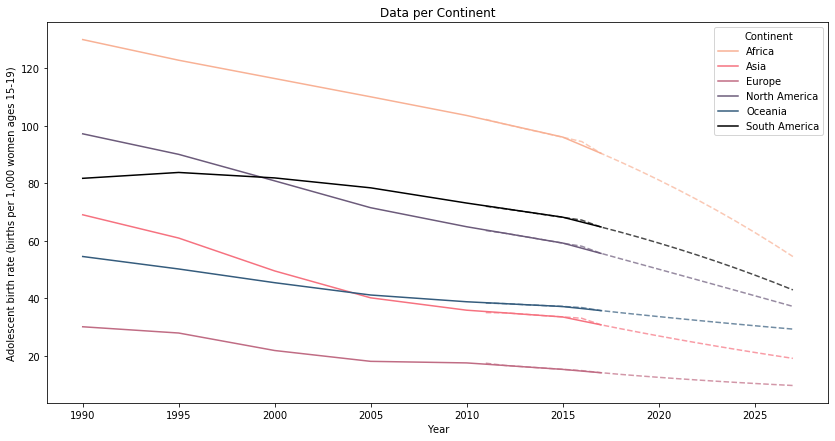 Data per Continent
Adolescent birth rate (births per 1,000 women ages 15-19)
120
100
80
60
40
20
Continent
Africa
Asia
Europe
North America
Oceania
South America
1990 1995 2000 2005 2010 2015 2020 2025
Year